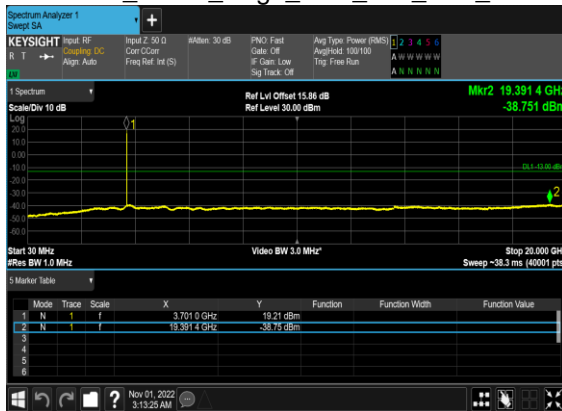 Spectrum Analyzer 1
Swept SA
KEYSIGHT Input: RF Input Z: 50 Ω #Atten: 30 dB PNO: Fast Avg Type: Power (RMS) 1 2 3 4 5 6
R T Coupling: DC Corr CCorr Gate: Off Avg|Hold: 100/100 A W W W W W
Align: Auto Freq Ref: Int (S) IF Gain: Low Trig: Free Run
Sig Track: Off A N N N N N
1 Spectrum Ref Lvl Offset 15.86 dB Mkr2 19.391 4 GHz
Scale/Div 10 dB Ref Level 30.00 dBm -38.751 dBm
Log
20.0
10.0
0.00
-10.0
DL1 -13.00 dBm
-20.0
-30.0
-40.0
-50.0
-60.0
1
2
Start 30 MHz Video BW 3.0 MHz* Stop 20.000 GH
#Res BW 1.0 MHz Sweep ~38.3 ms (40001 pts
5 Marker Table
Mode Trace Scale X Y Function Function Width Function Value
1 N 1 f 3.701 0 GHz 19.21 dBm
2 N 1 f 19.391 4 GHz -38.75 dBm
3
4
5
6
? Nov 01, 2022
3:13:25 AM